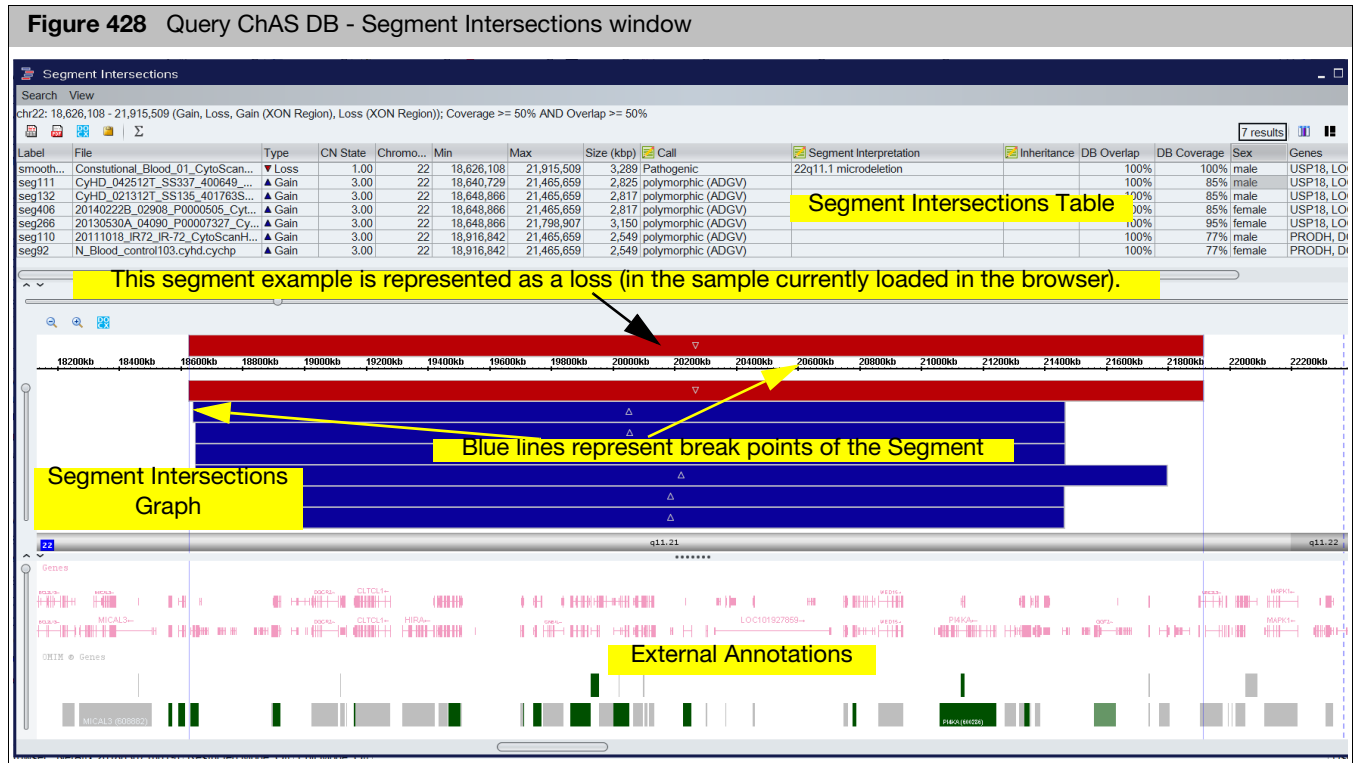 Figure 428 Query ChAS DB - Segment Intersections window
Segment Intersections
Search View
chr22: 18,626,108 - 21,915,509 (Gain, Loss, Gain (XON Region), Loss (XON Region)); Coverage >= 50% AND Overlap >= 50%
Σ 7 results
Label File Type CN State Chromo... Min Max Size (kbp) Call Segment Interpretation Inheritance DB Overlap DB Coverage Sex Genes
smooth... Constutional_Blood_01_CytoScan... Loss 1.00 22 18,626,108 21,915,509 3,289 Pathogenic 22q11.1 microdeletion 100% 100% male USP18, LO
seg111 CyHD_042512T_SS337_400649_... Gain 3.00 22 18,640,729 21,465,659 2,825 polymorphic (ADGV) 100% 85% male USP18, LO
seg132 CyHD_021312T_SS135_401763S... Gain 3.00 22 18,648,866 21,465,659 2,817 polymorphic (ADGV) 00% 85% male USP18, LO
seg406 20140222B_02908_P0000505_Cyt... Gain 3.00 22 18,648,866 21,465,659 2,817 polymorphic (ADGV) 00% 85% female USP18, LO
seg266 20130530A_04090_P00007327_Cy... Gain 3.00 22 18,648,866 21,798,907 3,150 polymorphic (ADGV) 100% 95% female USP18, LO
seg110 20111018_IR72_IR-72_CytoScanH... Gain 3.00 22 18,916,842 21,465,659 2,549 polymorphic (ADGV) 100% 77% male PRODH, D
seg92 N_Blood_control103.cyhd.cychp Gain 3.00 22 18,916,842 21,465,659 2,549 polymorphic (ADGV) 100% 77% female PRODH, D
Segment Intersections Table
This segment example is represented as a loss (in the sample currently loaded in the browser).
18200kb 18400kb 18600kb 18800kb 19000kb 19200kb 19400kb 19600kb 19800kb 20000kb 20200kb 20400kb 20600kb 20800kb 21000kb 21200kb 21400kb 21600kb 21800kb 22000kb 22200kb
Blue lines represent break points of the Segment
Segment Intersections
Graph
22 q11.21 q11.22
Genes
CLTCL1 MED15 MAPK1
MICAL3 CLTCL1 HIRA LOC101927859 MED15 PI4KA MAPK1
External Annotations
OMIM ® Genes
MICAL3 (608882) PI4KA (600286)